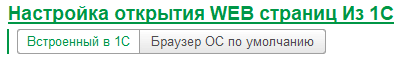 Настройка открытия WEB страниц Из 1С
Встроенный в 1С Браузер ОС по умолчанию